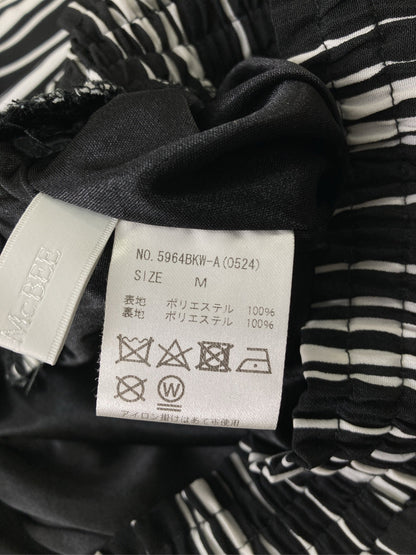 McBEE
NO.5964BKW-A(0524)
SIZE M
表地 ポリエステル 100%
裏地 ポリエステル 100%
W
アイロン掛けはあて布使用